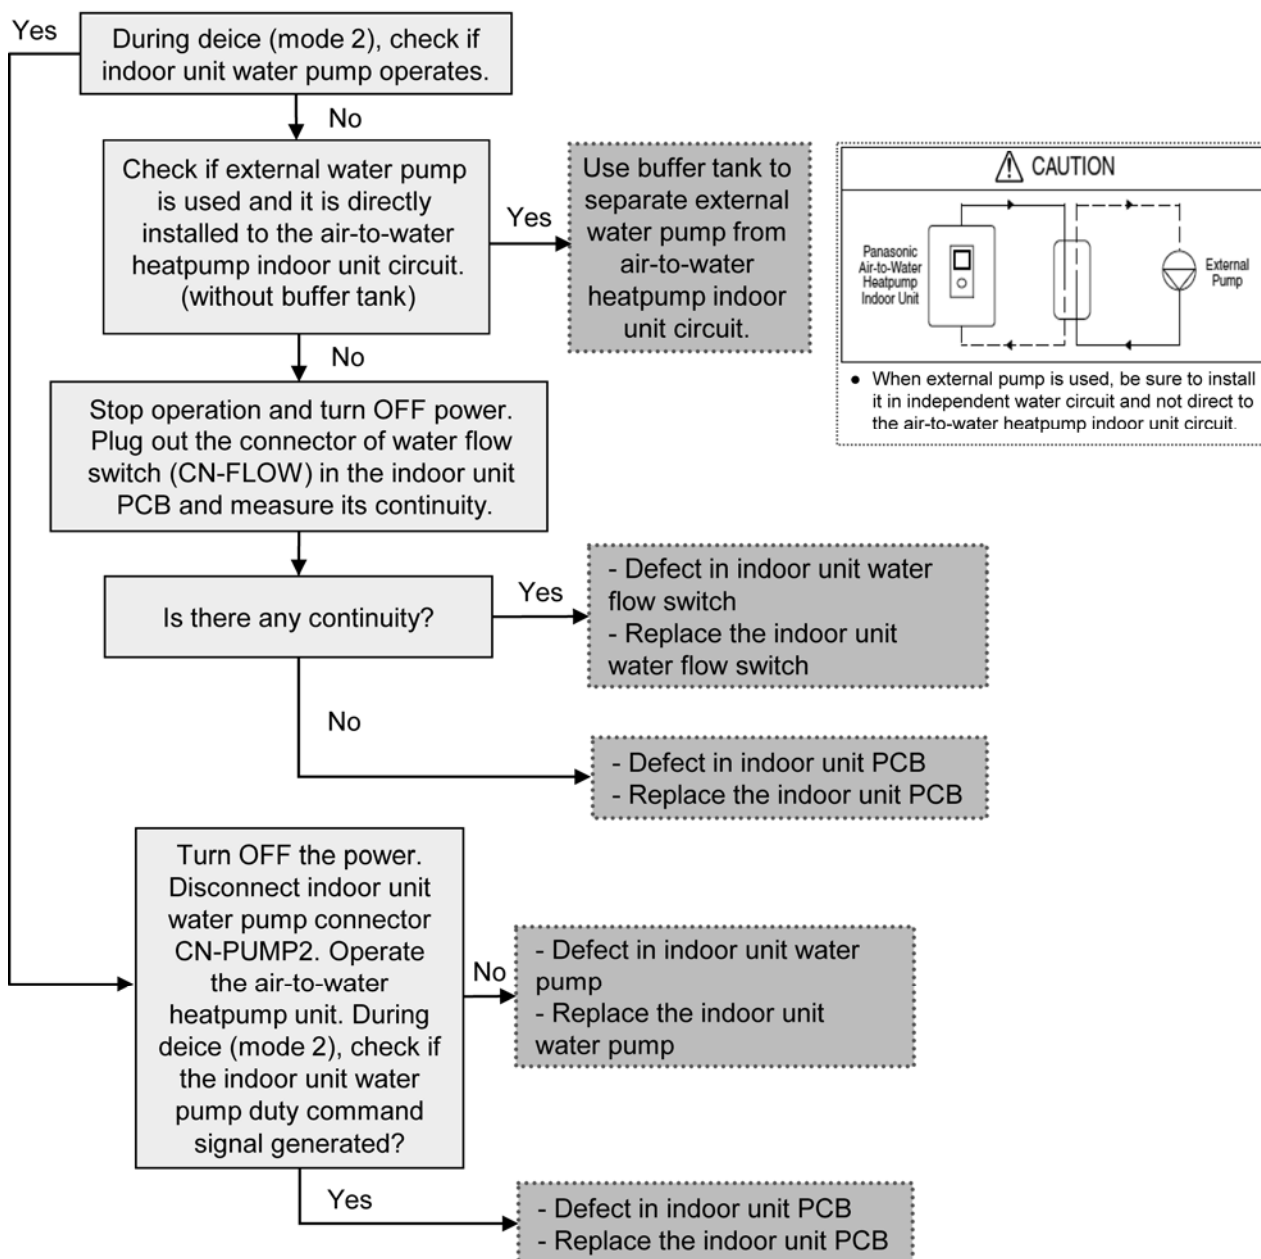 Yes
During deice (mode 2), check if
indoor unit water pump operates.
No
Check if external water pump
is used and it is directly
installed to the air-to-water
heatpump indoor unit circuit.
(without buffer tank)
Yes
Use buffer tank to
separate external
water pump from
air-to-water
heatpump indoor
unit circuit.
CAUTION
Panasonic
Air-to-Water
Heatpump
Indoor Unit
External
Pump
● When external pump is used, be sure to install
it in independent water circuit and not direct to
the air-to-water heatpump indoor unit circuit.
No
Stop operation and turn OFF power.
Plug out the connector of water flow
switch (CN-FLOW) in the indoor unit
PCB and measure its continuity.
Is there any continuity?
Yes
- Defect in indoor unit water
flow switch
- Replace the indoor unit
water flow switch
No
- Defect in indoor unit PCB
- Replace the indoor unit PCB
Turn OFF the power.
Disconnect indoor unit
water pump connector
CN-PUMP2. Operate
the air-to-water
heatpump unit. During
deice (mode 2), check if
the indoor unit water
pump duty command
signal generated?
No
- Defect in indoor unit water
pump
- Replace the indoor unit
water pump
Yes
- Defect in indoor unit PCB
- Replace the indoor unit PCB